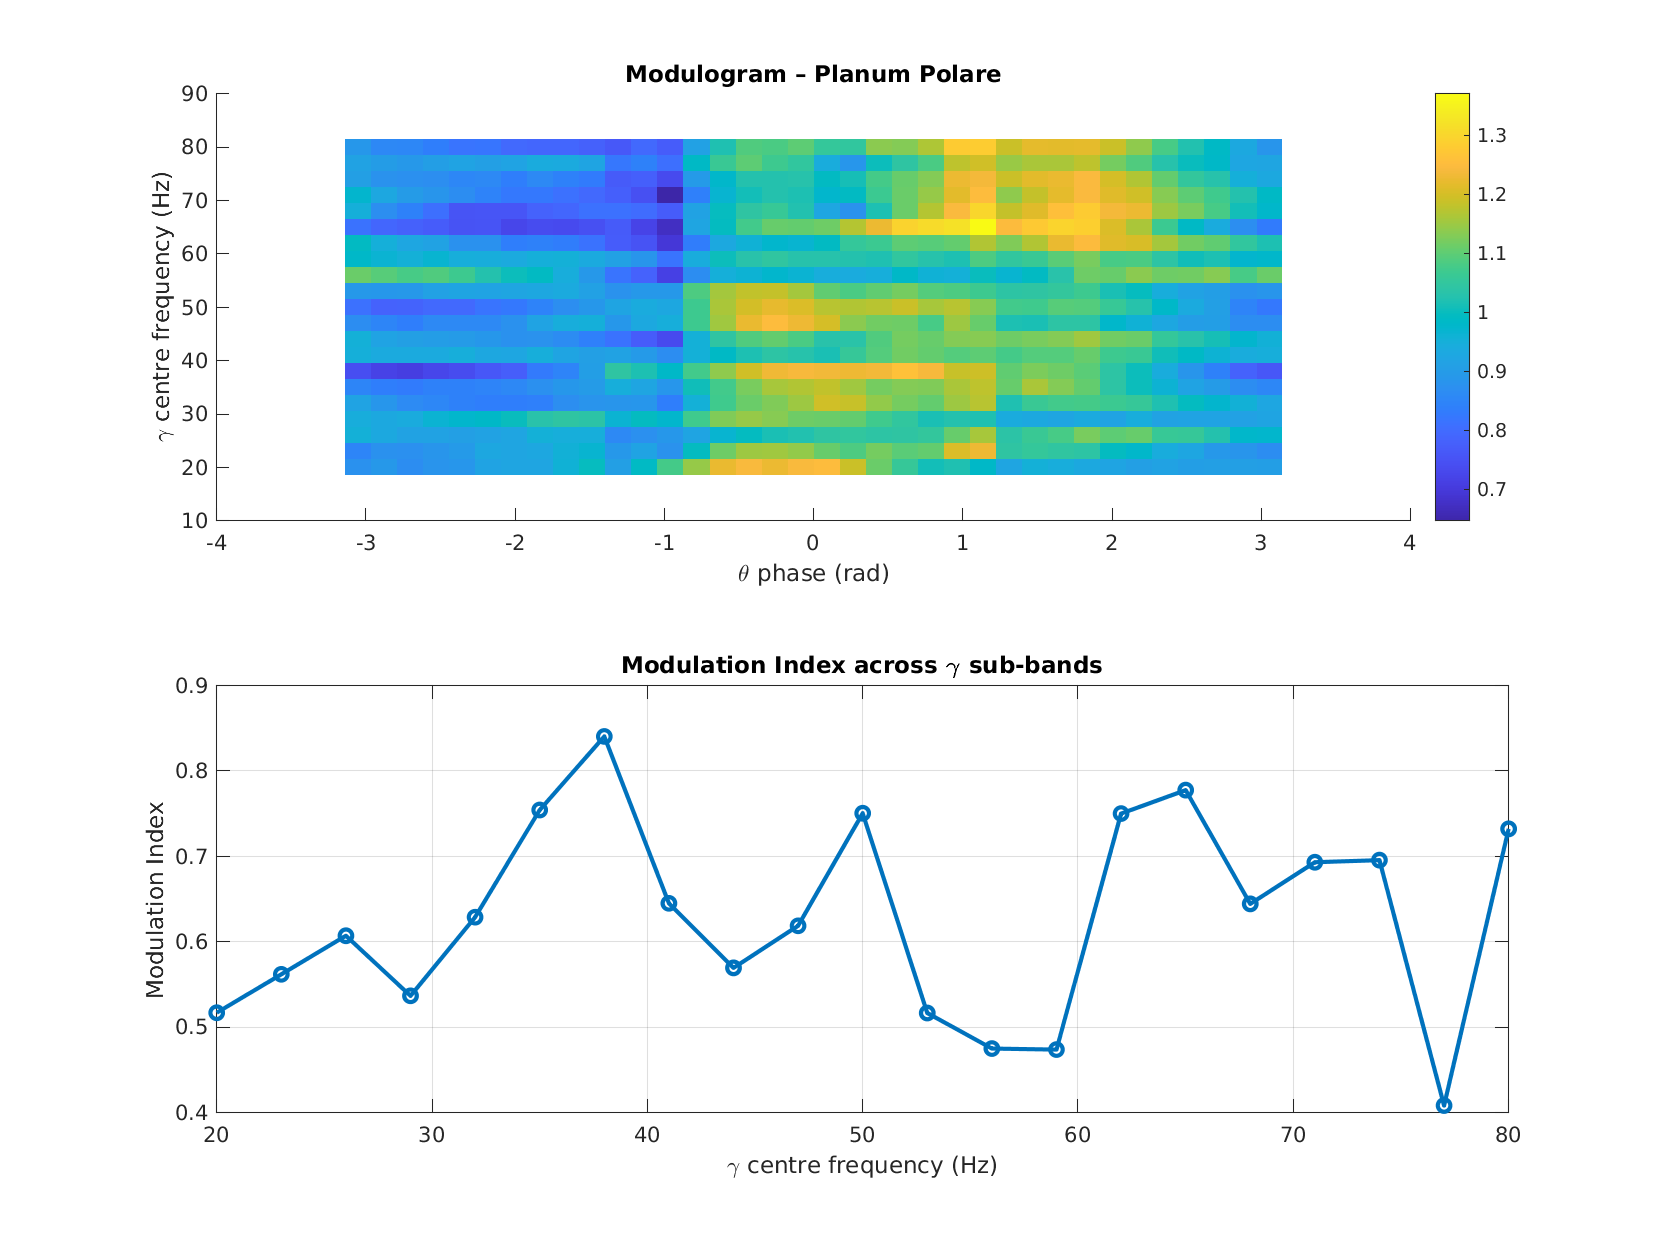 Modulogram – Planum Polare
90
80
70
60
50
40
30
20
10
γ centre frequency (Hz)
-4 -3 -2 -1 0 1 2 3 4
θ phase (rad)
1.3
1.2
1.1
1
0.9
0.8
0.7
Modulation Index across γ sub-bands
0.9
0.8
0.7
0.6
0.5
0.4
Modulation Index
20 30 40 50 60 70 80
γ centre frequency (Hz)